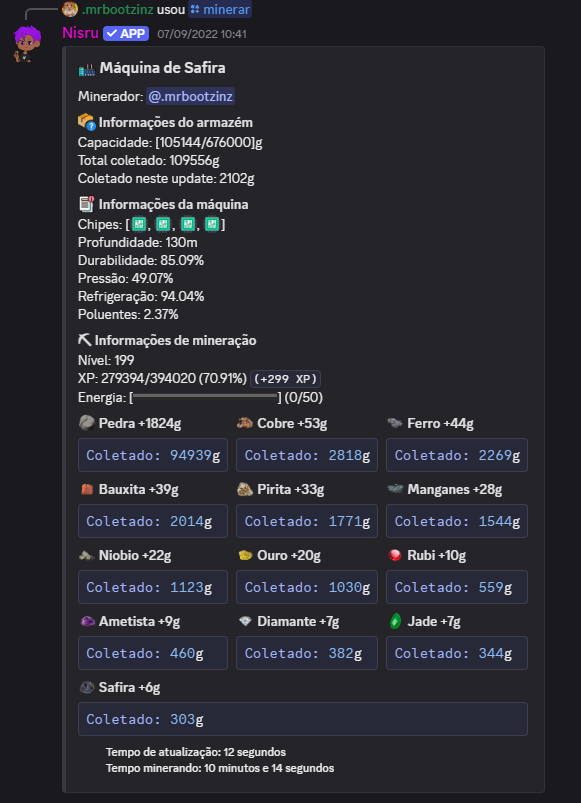 .mrbootzinz usou minerar
Nisru APP 07/09/2022 10:41
Máquina de Safira
Minerador: @.mrbootzinz
Informações do armazém
Capacidade: [105144/676000]g
Total coletado: 109556g
Coletado neste update: 2102g
Informações da máquina
Chipes: [ , , , ]
Profundidade: 130m
Durabilidade: 85.09%
Pressão: 49.07%
Refrigeração: 94.04%
Poluentes: 2.37%
Informações de mineração
Nível: 199
XP: 279394/394020 (70.91%) (+299 XP)
Energia: [ ] (0/50)
Pedra +1824g Cobre +53g Ferro +44g
Coletado: 94939g Coletado: 2818g Coletado: 2269g
Bauxita +39g Pirita +33g Manganes +28g
Coletado: 2014g Coletado: 1771g Coletado: 1544g
Niobio +22g Ouro +20g Rubi +10g
Coletado: 1123g Coletado: 1030g Coletado: 559g
Ametista +9g Diamante +7g Jade +7g
Coletado: 460g Coletado: 382g Coletado: 344g
Safira +6g
Coletado: 303g
Tempo de atualização: 12 segundos
Tempo minerando: 10 minutos e 14 segundos